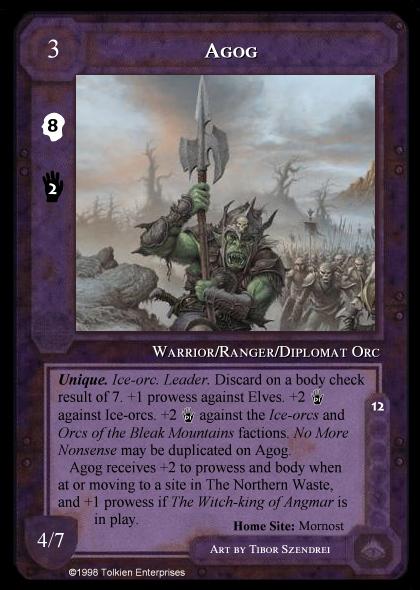 3
AGOG
8
2
WARRIOR/RANGER/DIPLOMAT ORC
Unique. Ice-orc. Leader. Discard on a body check
result of 7. +1 prowess against Elves. +2 DI
against Ice-orcs. +2 DI against the Ice-orcs and
Orcs of the Bleak Mountains factions. No More
Nonsense may be duplicated on Agog.
Agog receives +2 to prowess and body when
at or moving to a site in The Northern Waste,
and +1 prowess if The Witch-king of Angmar is
in play.
12
Home Site: Mornost
4/7
ART BY TIBOR SZENDREI
©1998 Tolkien Enterprises